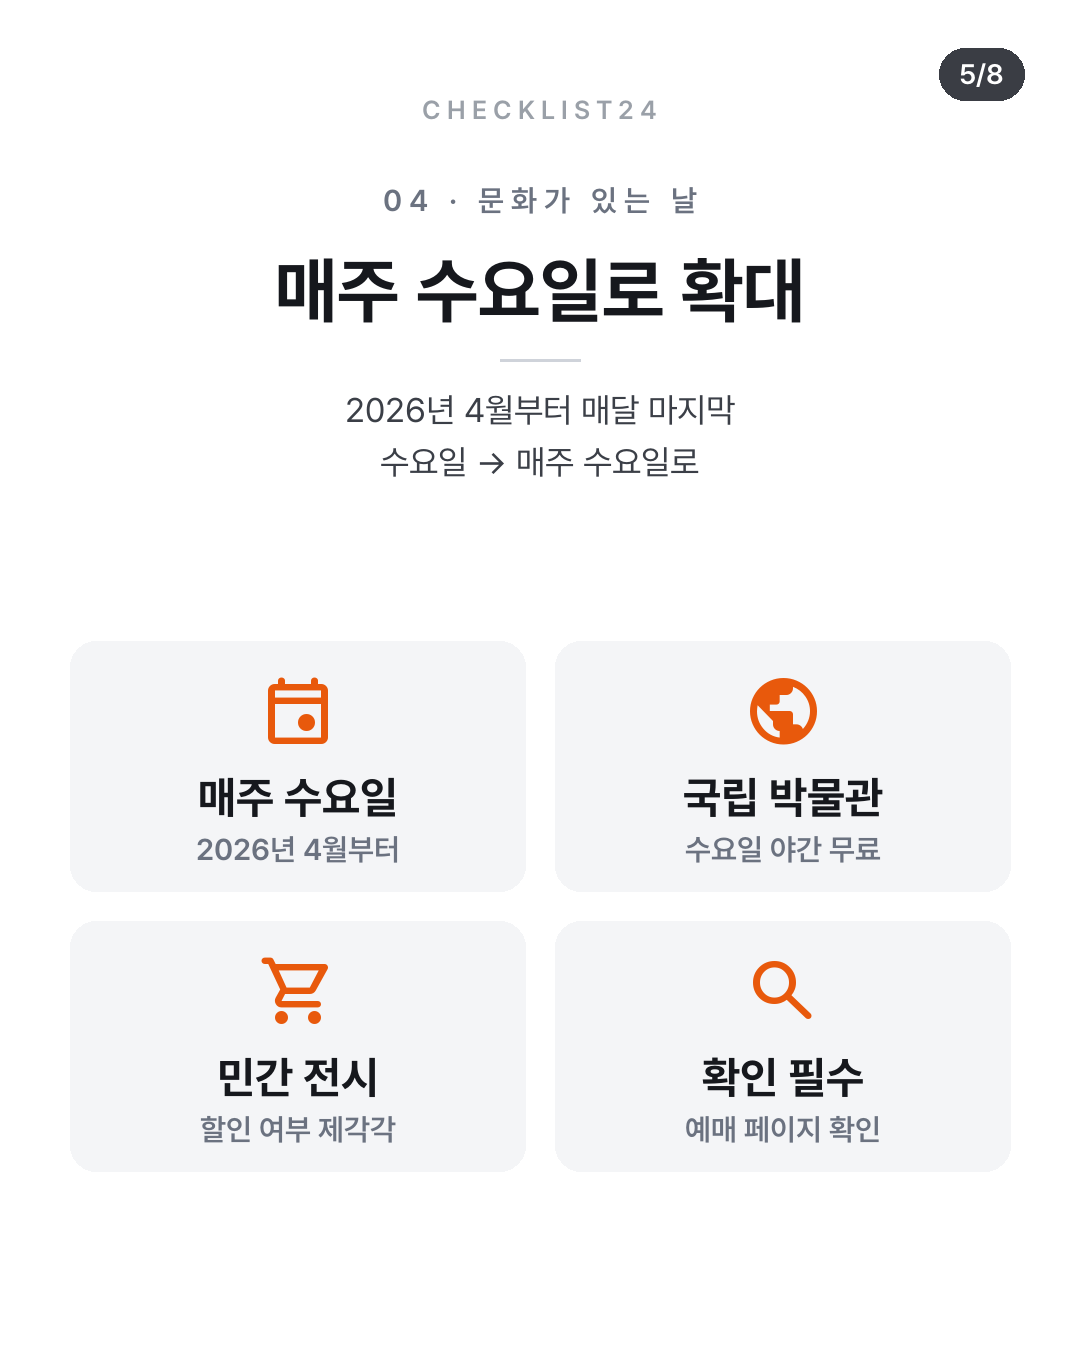 5/8
CHECKLIST24
04 · 문화가 있는 날
매주 수요일로 확대
2026년 4월부터 매달 마지막
수요일 → 매주 수요일로
매주 수요일
2026년 4월부터
국립 박물관
수요일 야간 무료
민간 전시
할인 여부 제각각
확인 필수
예매 페이지 확인